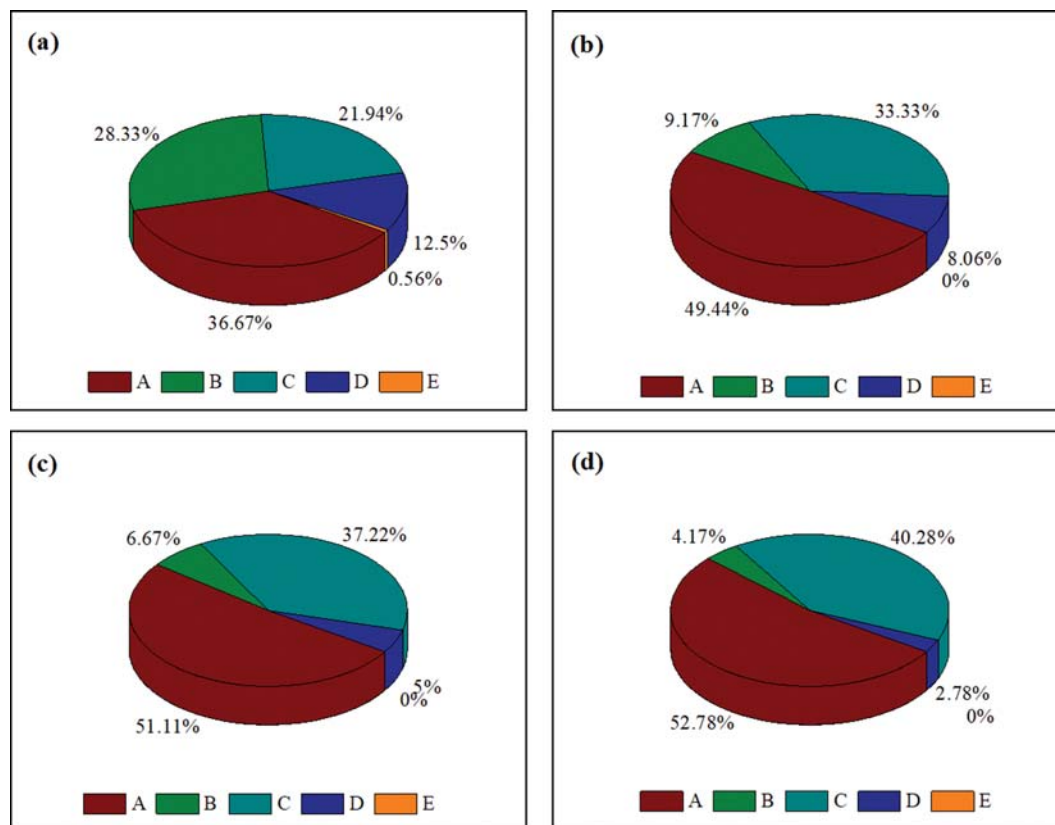 (a)
28.33%
21.94%
12.5%
0.56%
36.67%
A B C D E
(b)
9.17%
33.33%
8.06%
0%
49.44%
A B C D E
(c)
6.67%
37.22%
5%
0%
51.11%
A B C D E
(d)
4.17%
40.28%
2.78%
0%
52.78%
A B C D E